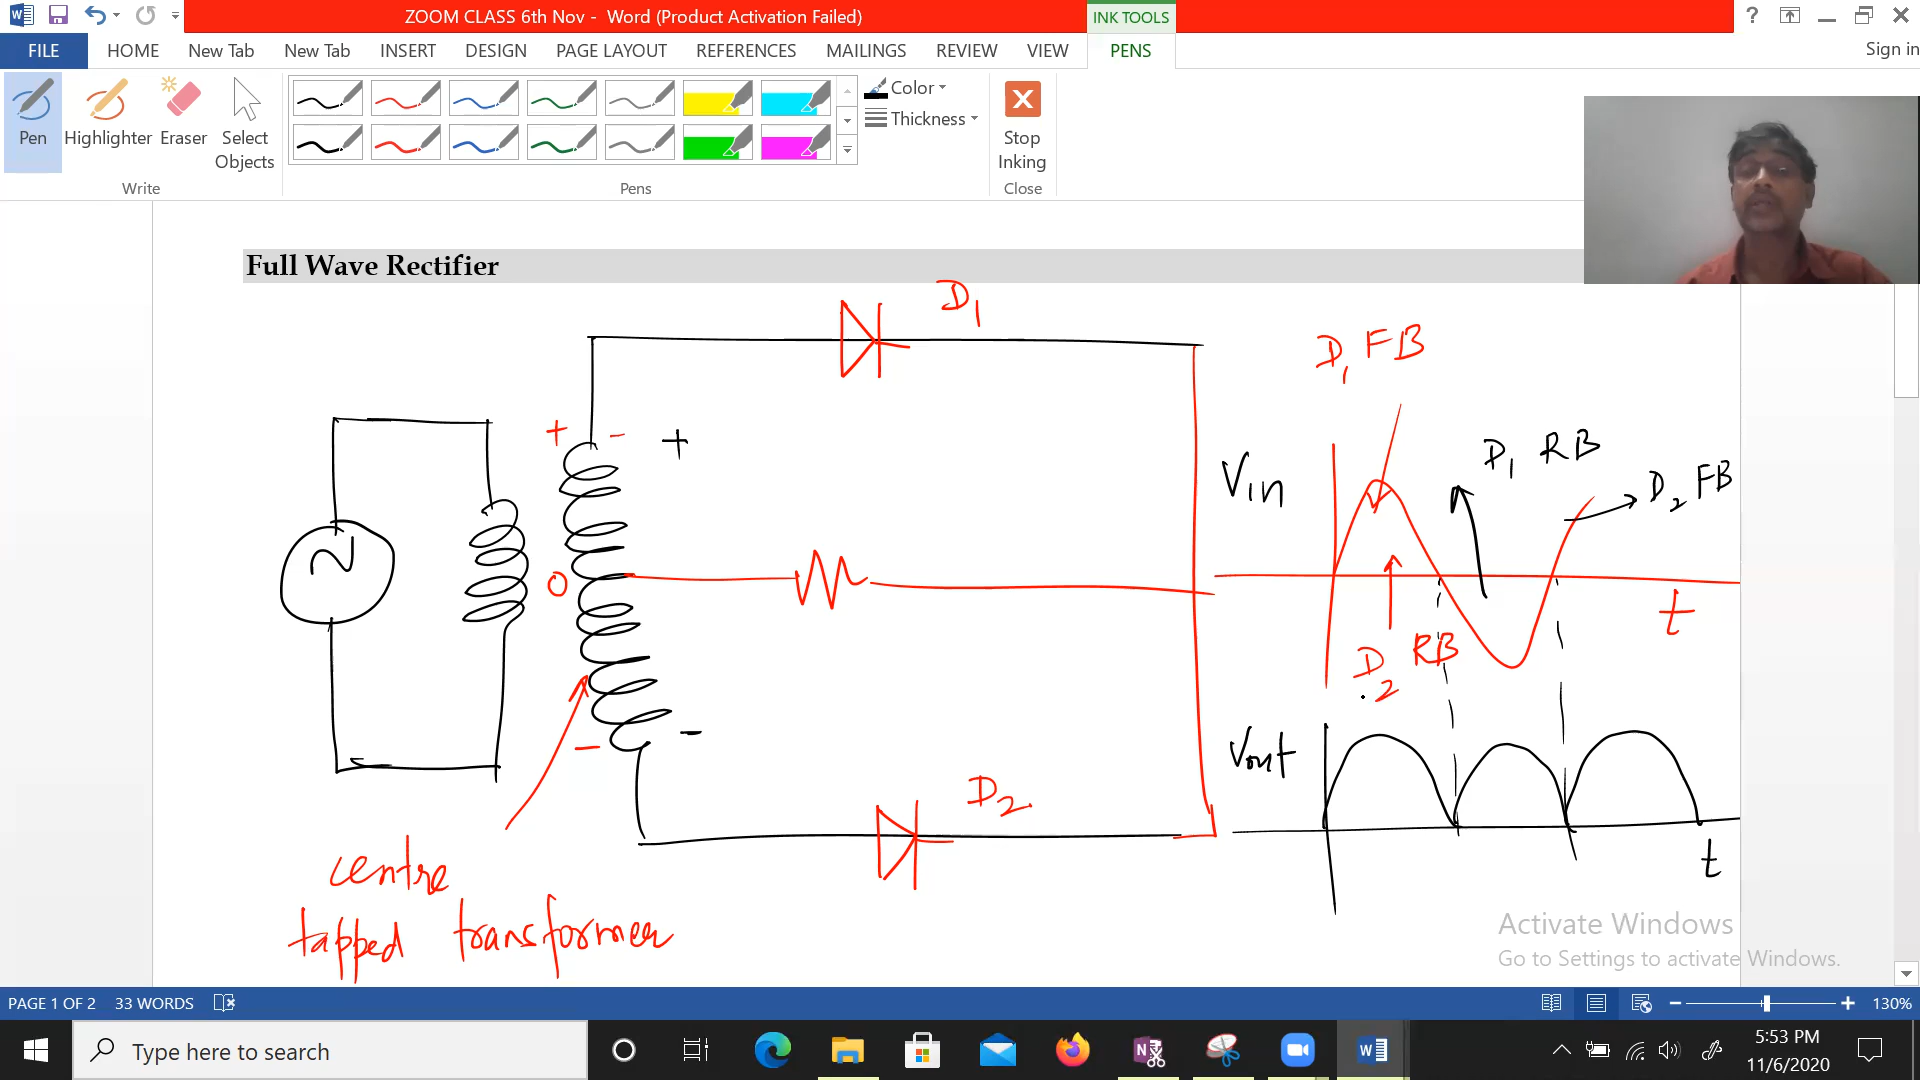 ZOOM CLASS 6th Nov - Word (Product Activation Failed)
INK TOOLS
FILE HOME New Tab New Tab INSERT DESIGN PAGE LAYOUT REFERENCES MAILINGS REVIEW VIEW PENS
Sign in
Pen Highlighter Eraser Select Objects
Color
Thickness
Stop Inking
Write Pens Close
Full Wave Rectifier
D1
D1 FB
+ - +
Vin
D1 RB
D2 FB
0
t
D2 RB
- -
Vout
D2
t
centre
tapped transformer
Activate Windows
Go to Settings to activate Windows.
PAGE 1 OF 2 33 WORDS
130%
Type here to search
5:53 PM
11/6/2020